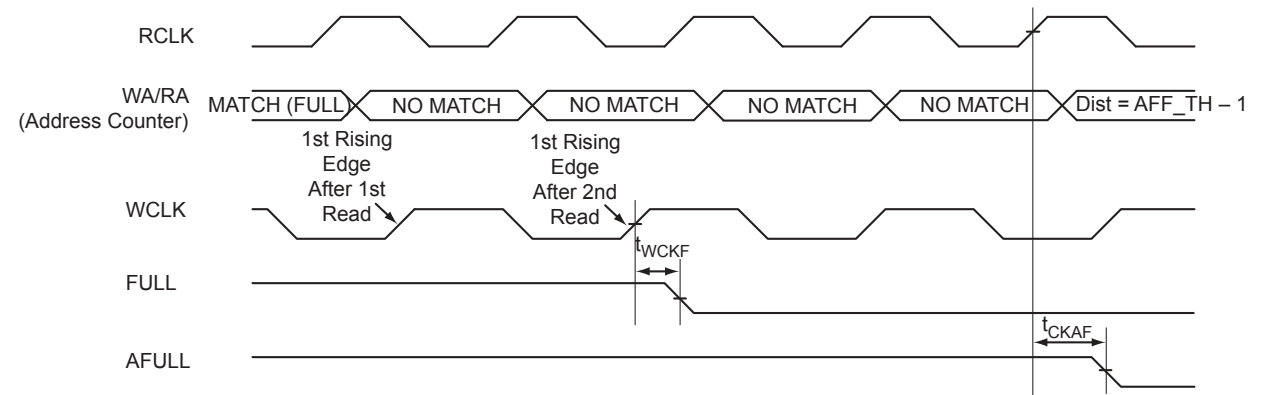 RCLK
WA/RA
(Address Counter)
MATCH (FULL)
NO MATCH
NO MATCH
NO MATCH
NO MATCH
Dist = AFF_TH – 1
1st Rising
Edge
After 1st
Read
1st Rising
Edge
After 2nd
Read
WCLK
tWCKF
FULL
tCKAF
AFULL